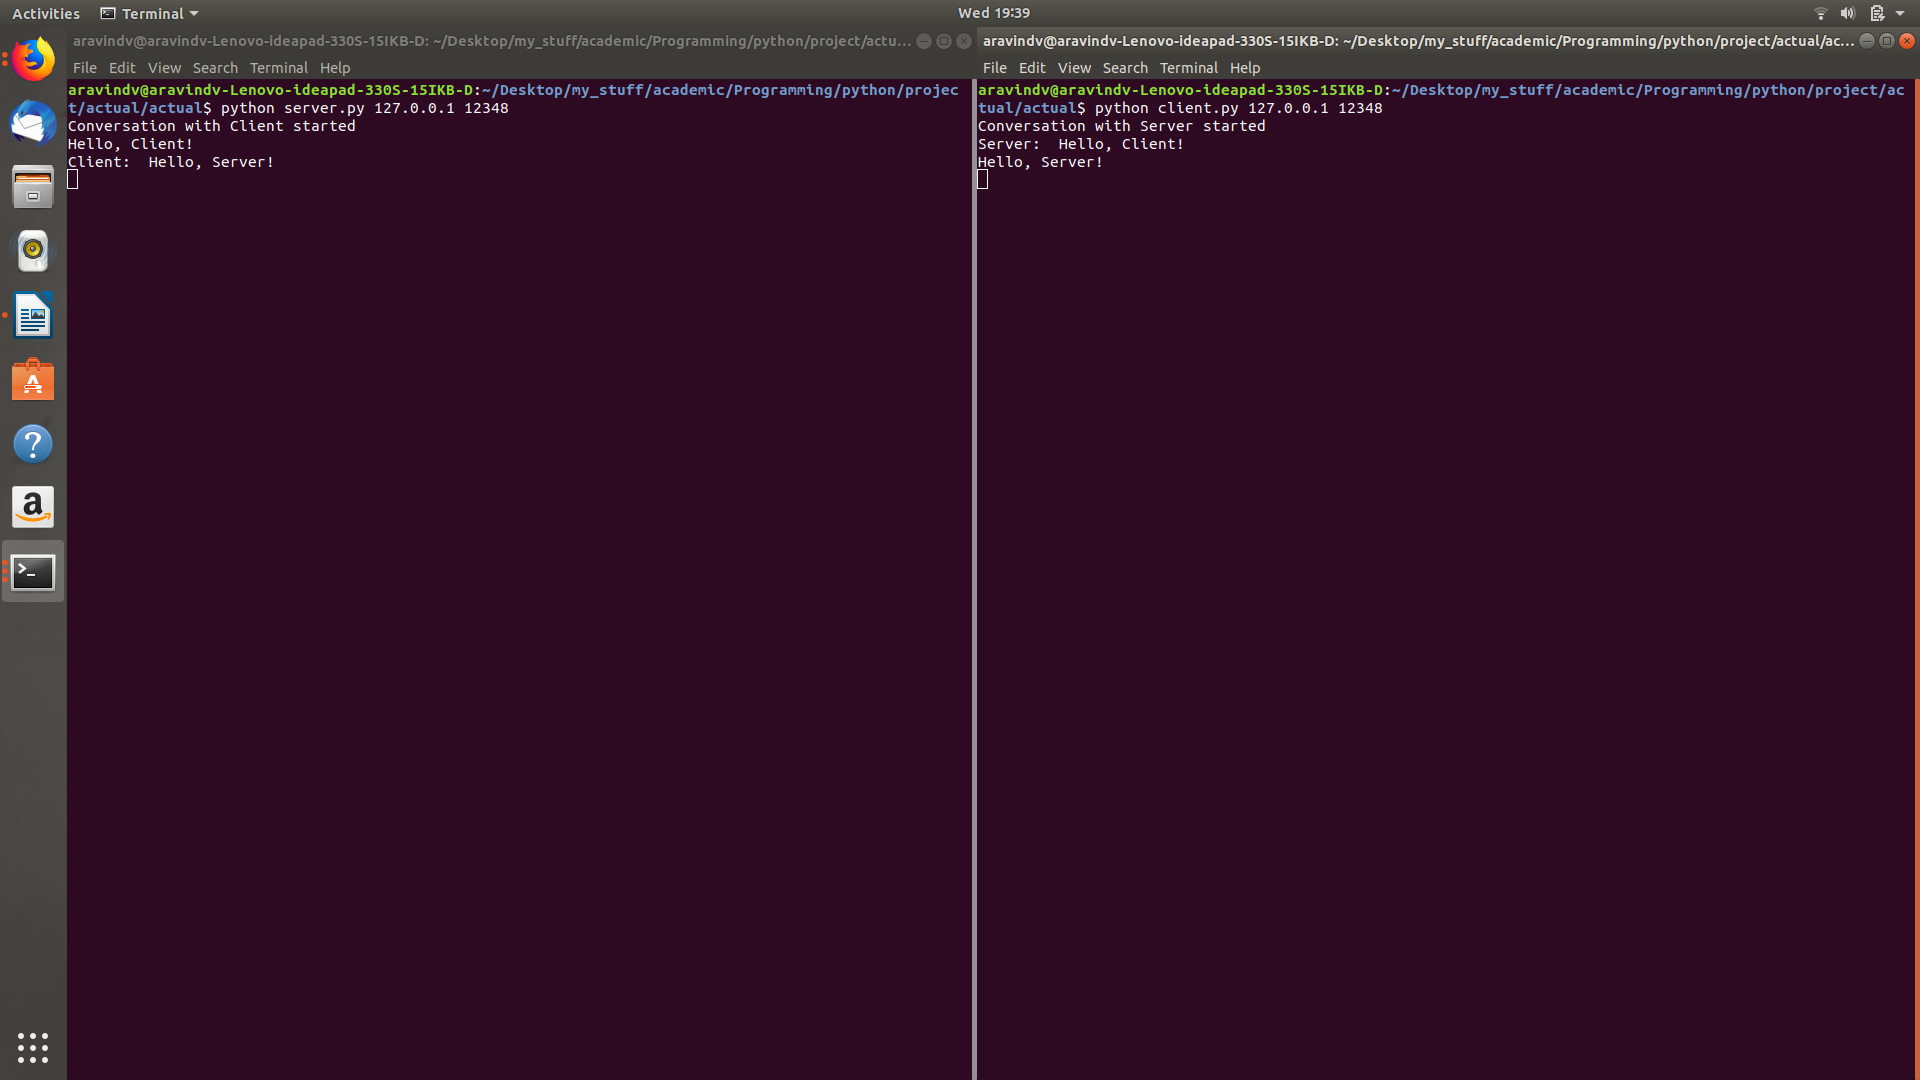 Activities Terminal Wed 19:39
aravindv@aravindv-Lenovo-ideapad-330S-15IKB-D: ~/Desktop/my_stuff/academic/Programming/python/project/actu...
File Edit View Search Terminal Help
aravindv@aravindv-Lenovo-ideapad-330S-15IKB-D:~/Desktop/my_stuff/academic/Programming/python/projec
t/actual/actual$ python server.py 127.0.0.1 12348
Conversation with Client started
Hello, Client!
Client:  Hello, Server!
aravindv@aravindv-Lenovo-ideapad-330S-15IKB-D: ~/Desktop/my_stuff/academic/Programming/python/project/actual/ac...
File Edit View Search Terminal Help
aravindv@aravindv-Lenovo-ideapad-330S-15IKB-D:~/Desktop/my_stuff/academic/Programming/python/project/ac
tual/actual$ python client.py 127.0.0.1 12348
Conversation with Server started
Server:  Hello, Client!
Hello, Server!